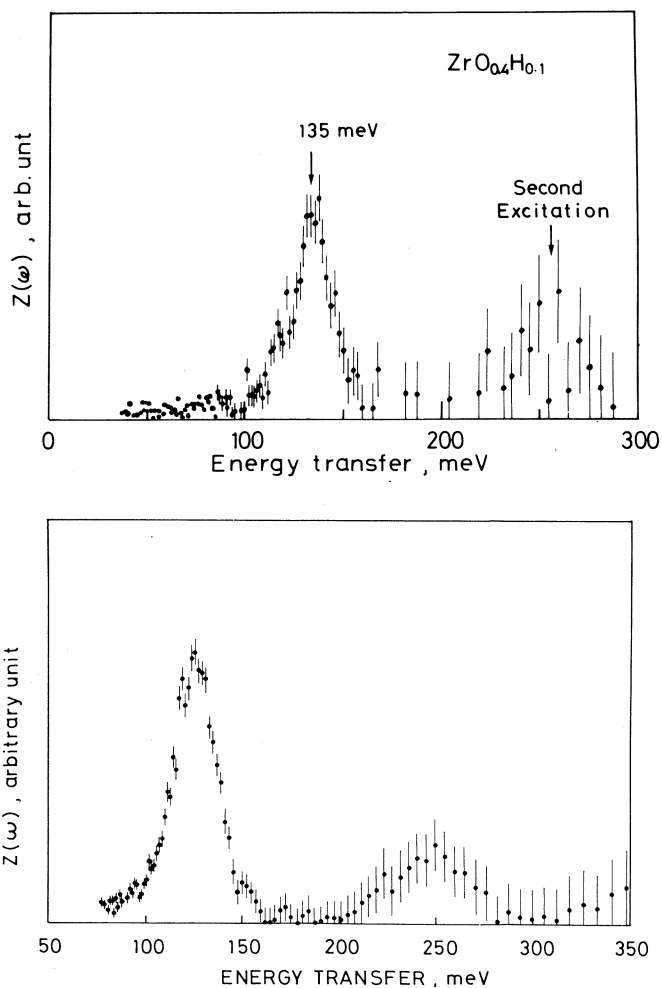 ZrO0.4H0.1
135 meV
Second
Excitation
Z(ω) , arb. unt
0 100 200 300
Energy transfer , meV
Z(ω) , arbitrary unit
50 100 150 200 250 300 350
ENERGY TRANSFER , meV